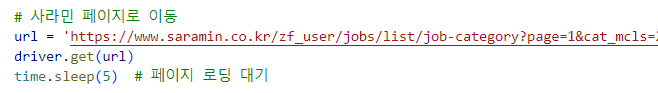 # 사라민 페이지로 이동
url = 'https://www.saramin.co.kr/zf_user/jobs/list/job-category?page=1&cat_mcls=2
driver.get(url)
time.sleep(5)  # 페이지 로딩 대기